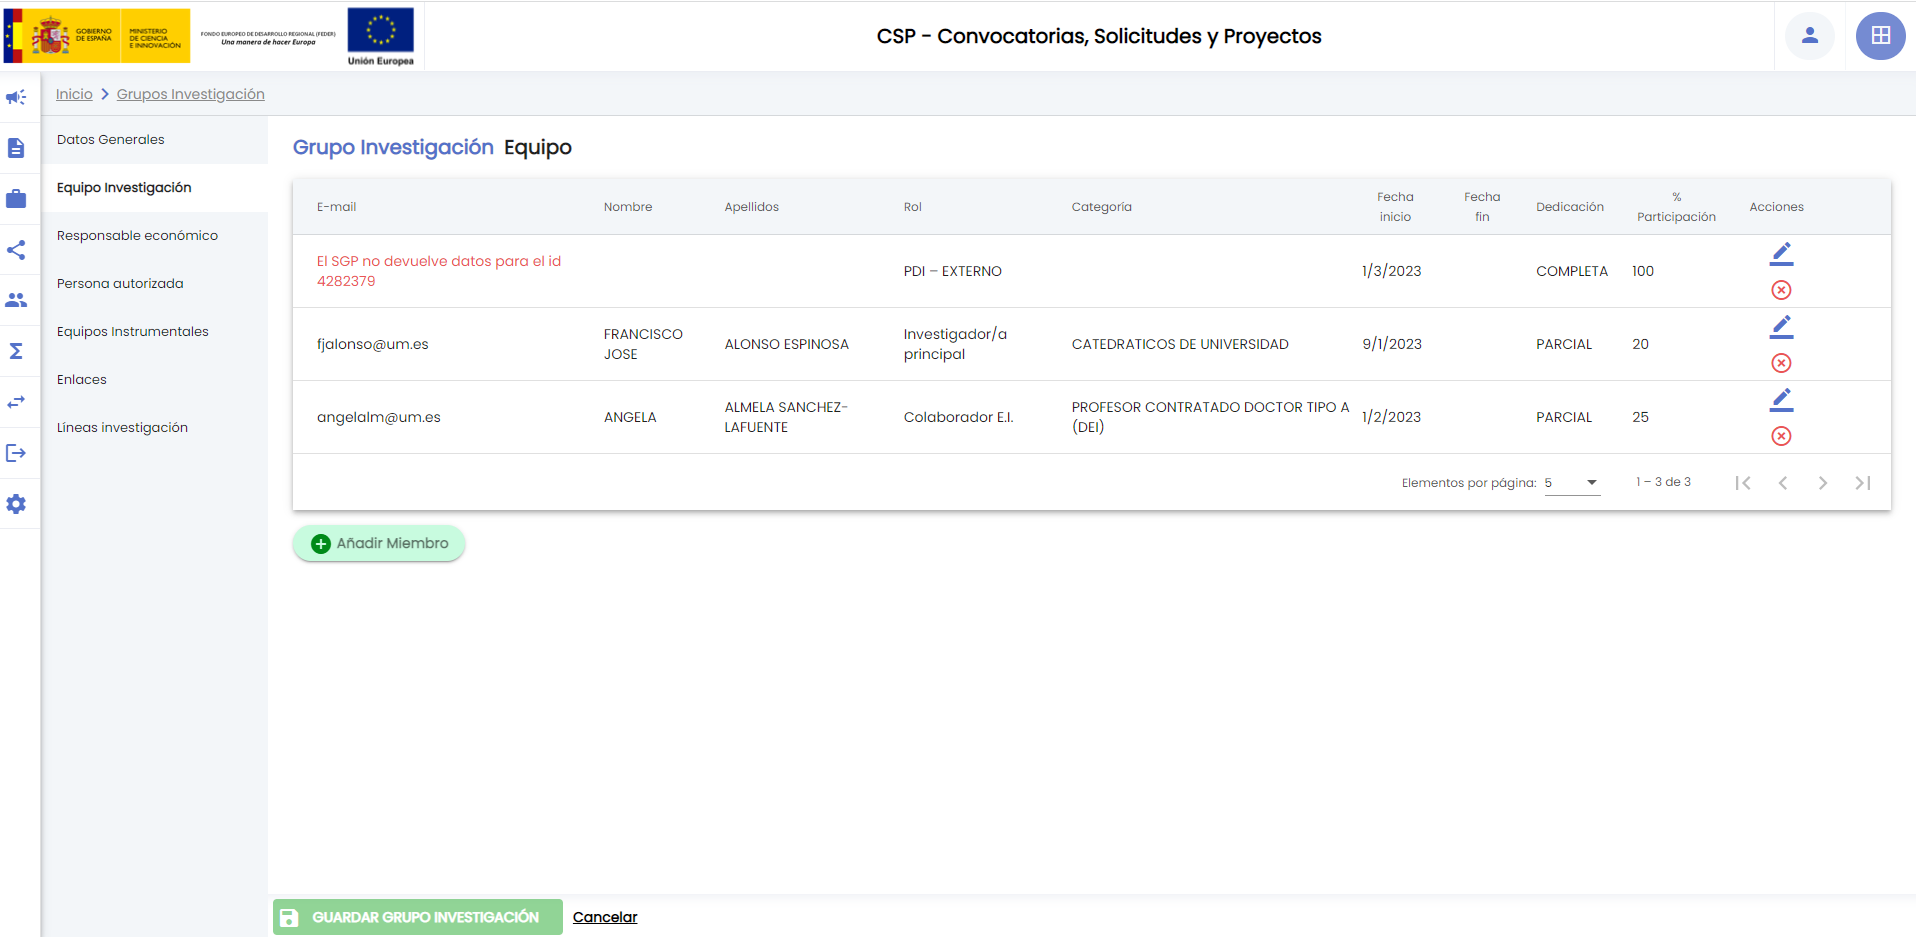 GOBIERNO
DE ESPAÑA
MINISTERIO
DE CIENCIA
E INNOVACIÓN
FONDO EUROPEO DE DESARROLLO REGIONAL (FEDER)
Una manera de hacer Europa
Unión Europea
CSP - Convocatorias, Solicitudes y Proyectos
Inicio Grupos Investigación
Datos Generales
Equipo Investigación
Responsable económico
Persona autorizada
Equipos Instrumentales
Enlaces
Líneas investigación
Grupo Investigación Equipo
E-mail Nombre Apellidos Rol Categoría Fecha inicio Fecha fin Dedicación % Participación Acciones
El SGP no devuelve datos para el id
4282379
PDI – EXTERNO 1/3/2023 COMPLETA 100
fjalonso@um.es FRANCISCO JOSE ALONSO ESPINOSA Investigador/a principal CATEDRATICOS DE UNIVERSIDAD 9/1/2023 PARCIAL 20
angelalm@um.es ANGELA ALMELA SANCHEZ-LAFUENTE Colaborador E.I. PROFESOR CONTRATADO DOCTOR TIPO A (DEI) 1/2/2023 PARCIAL 25
Elementos por página: 5 1 – 3 de 3
Añadir Miembro
GUARDAR GRUPO INVESTIGACIÓN Cancelar